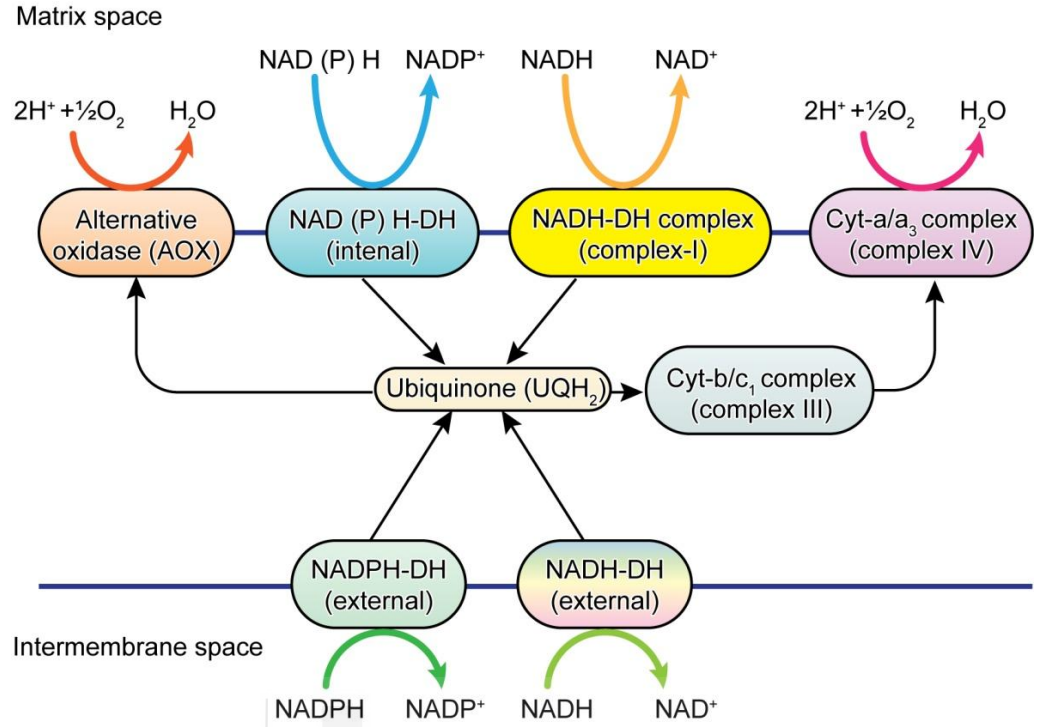 Matrix space
NAD (P) H NADP⁺ NADH NAD⁺
2H⁺ +½O₂ H₂O 2H⁺ +½O₂ H₂O
Alternative
oxidase (AOX)
NAD (P) H-DH
(intenal)
NADH-DH complex
(complex-I)
Cyt-a/a₃ complex
(complex IV)
Ubiquinone (UQH₂)
Cyt-b/c₁ complex
(complex III)
NADPH-DH
(external)
NADH-DH
(external)
Intermembrane space
NADPH NADP⁺ NADH NAD⁺